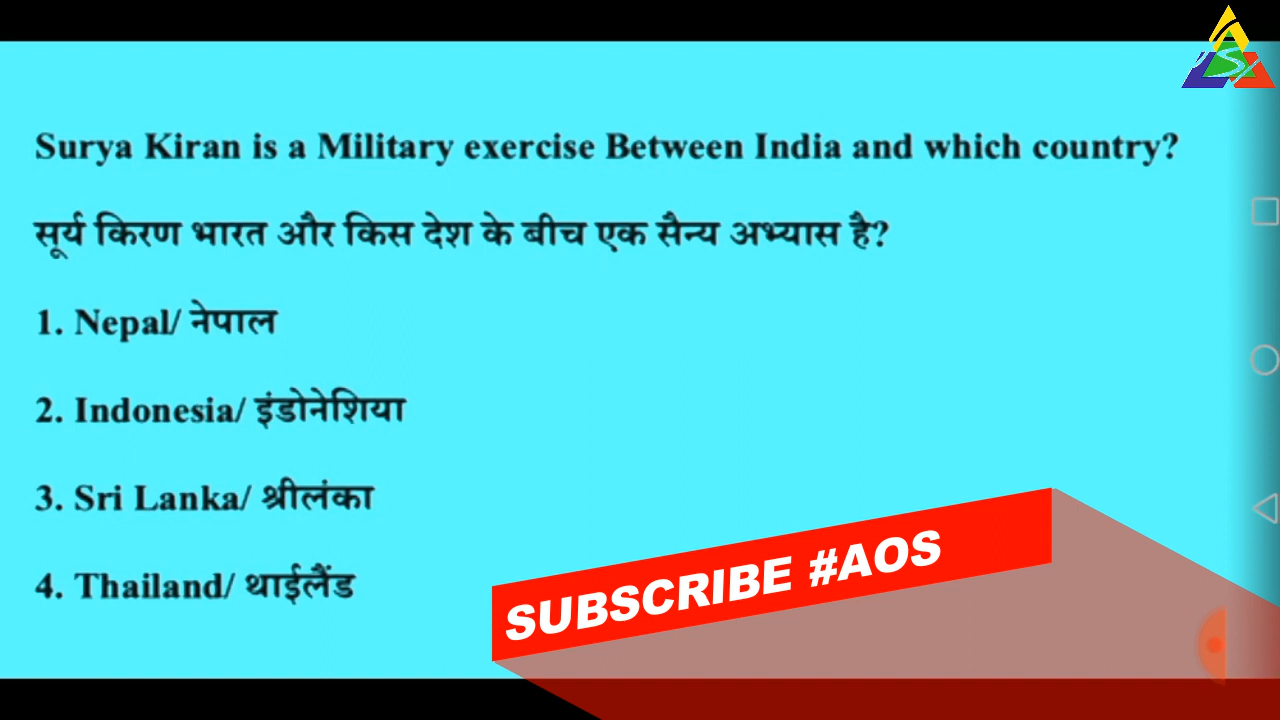 Surya Kiran is a Military exercise Between India and which country?
सूर्य किरण भारत और किस देश के बीच एक सैन्य अभ्यास है?
1. Nepal/ नेपाल
2. Indonesia/ इंडोनेशिया
3. Sri Lanka/ श्रीलंका
4. Thailand/ थाईलैंड
SUBSCRIBE #AOS